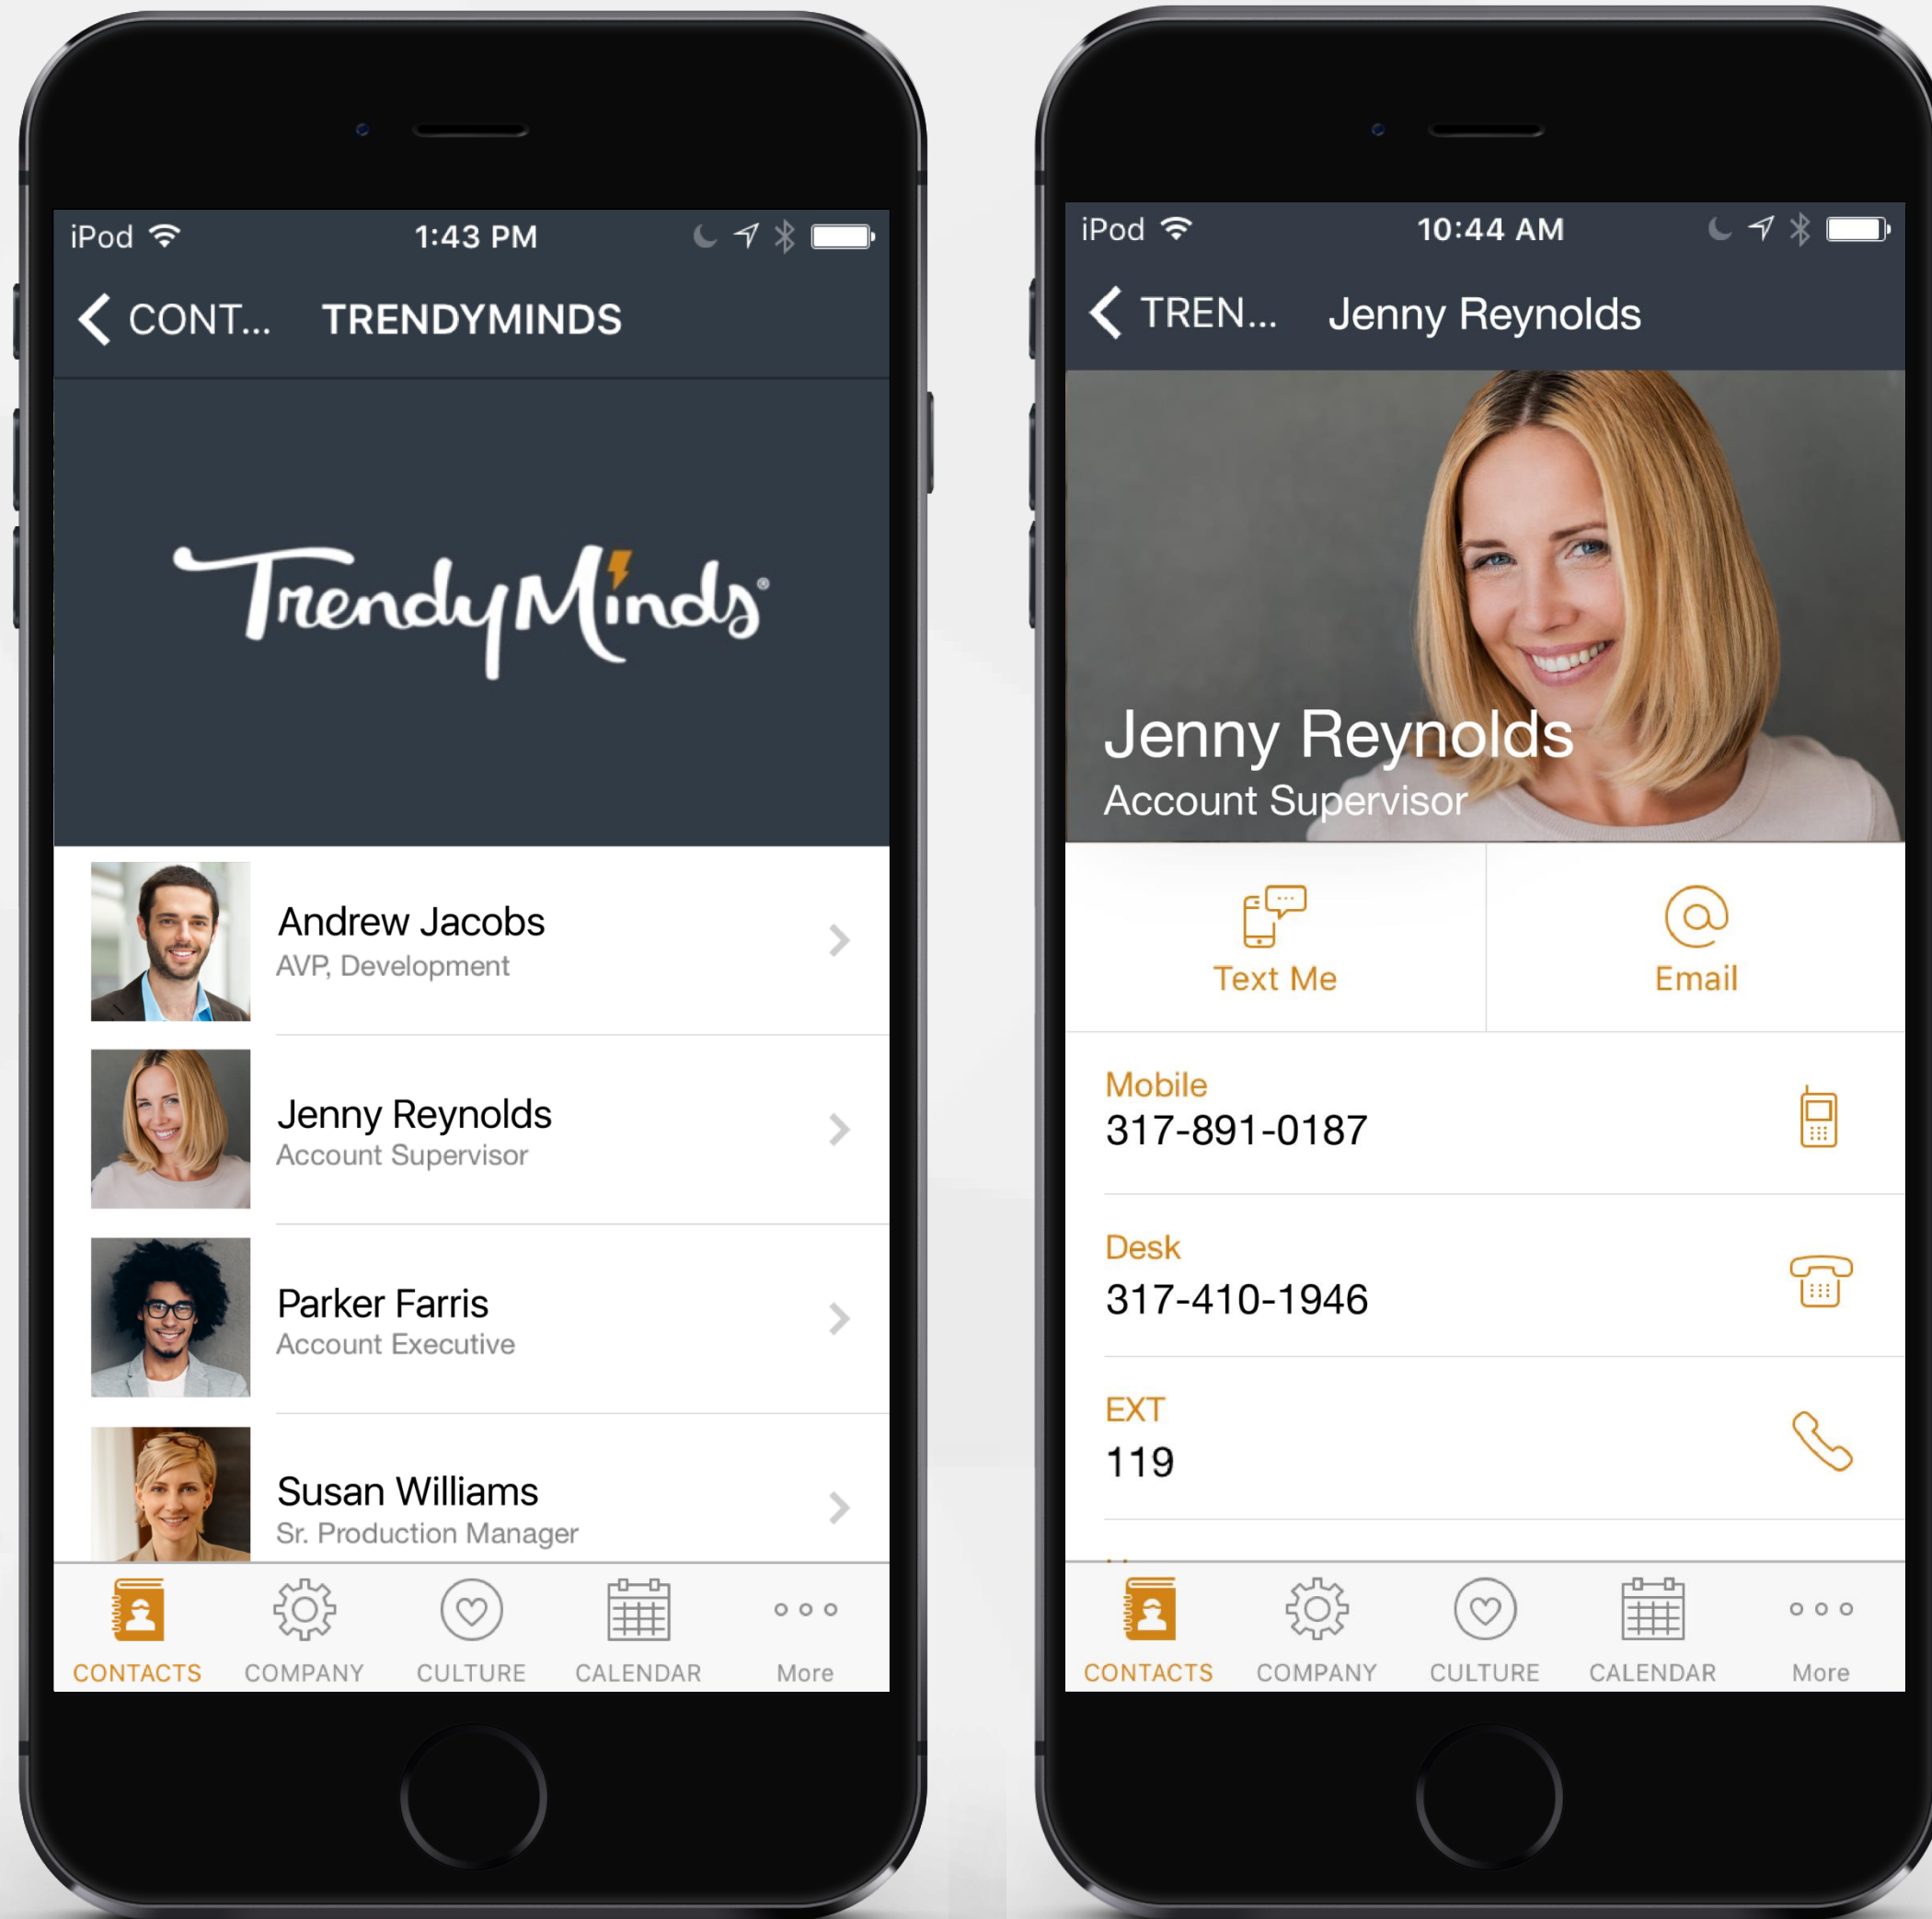 iPod 1:43 PM
CONT... TRENDYMINDS
TrendyMinds®
Andrew Jacobs
AVP, Development
Jenny Reynolds
Account Supervisor
Parker Farris
Account Executive
Susan Williams
Sr. Production Manager
CONTACTS COMPANY CULTURE CALENDAR More
iPod 10:44 AM
TREN... Jenny Reynolds
Jenny Reynolds
Account Supervisor
Text Me Email
Mobile
317-891-0187
Desk
317-410-1946
EXT
119
CONTACTS COMPANY CULTURE CALENDAR More